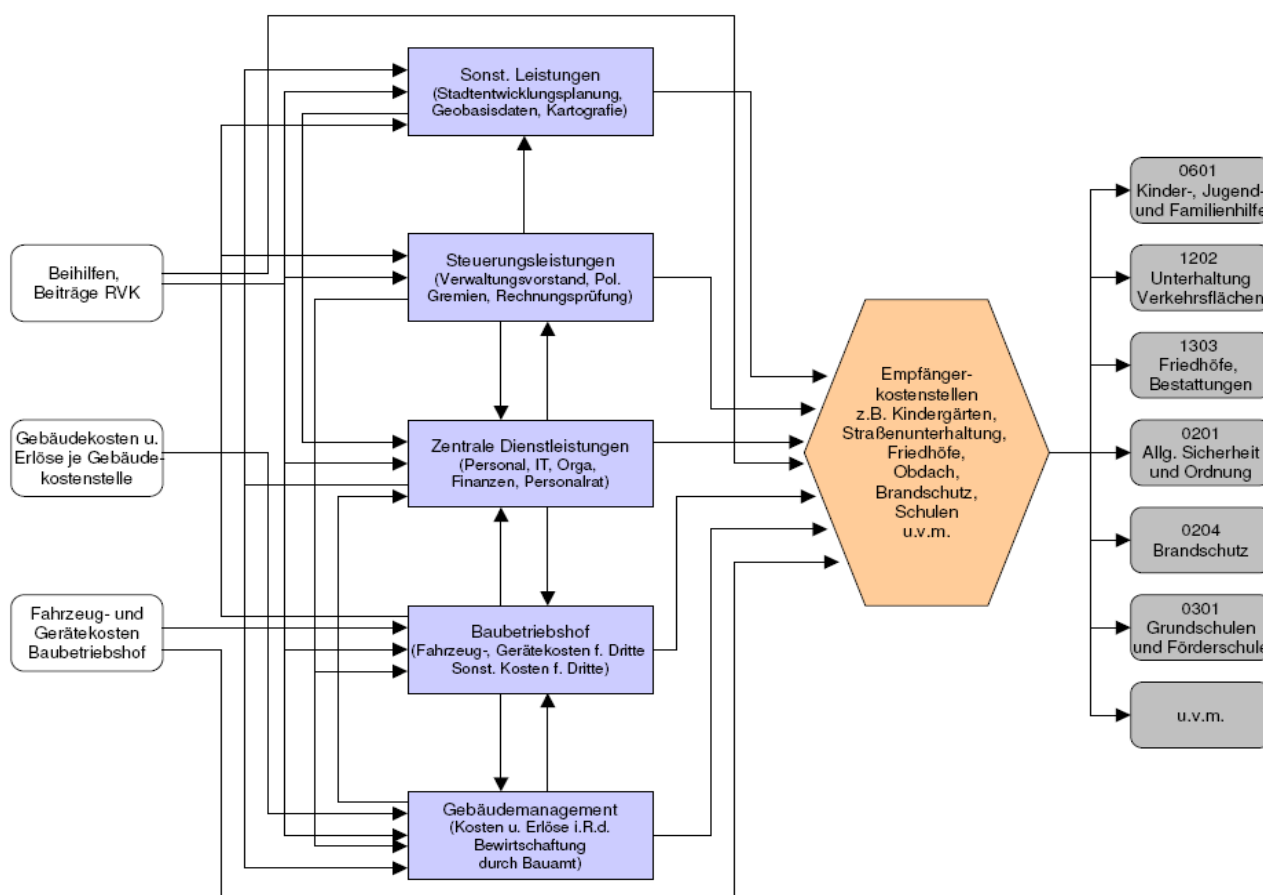 Beihilfen,
Beiträge RVK
Gebäudekosten u.
Erlöse je Gebäude-
kostenstelle
Fahrzeug- und
Gerätekosten
Baubetriebshof
Sonst. Leistungen
(Stadtentwicklungsplanung,
Geobasisdaten, Kartografie)
Steuerungsleistungen
(Verwaltungsvorstand, Pol.
Gremien, Rechnungsprüfung)
Zentrale Dienstleistungen
(Personal, IT, Orga,
Finanzen, Personalrat)
Baubetriebshof
(Fahrzeug-, Gerätekosten f. Dritte
Sonst. Kosten f. Dritte)
Gebäudemanagement
(Kosten u. Erlöse i.R.d.
Bewirtschaftung
durch Bauamt)
Empfänger-
kostenstellen
z.B. Kindergärten,
Straßenunterhaltung,
Friedhöfe,
Obdach,
Brandschutz,
Schulen
u.v.m.
0601
Kinder-, Jugend-
und Familienhilfe
1202
Unterhaltung
Verkehrsflächen
1303
Friedhöfe,
Bestattungen
0201
Allg. Sicherheit
und Ordnung
0204
Brandschutz
0301
Grundschulen
und Förderschule
u.v.m.